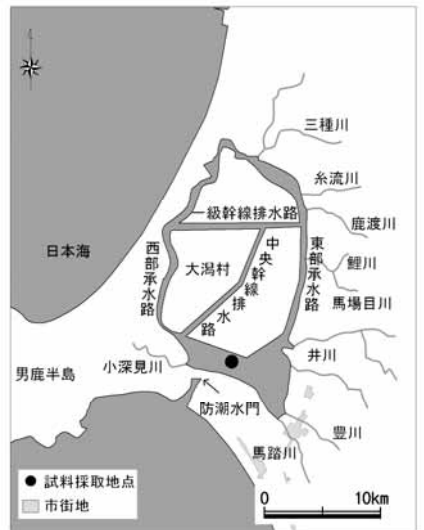 三種川
糸流川
鹿渡川
鯉川
馬場目川
井川
豊川
馬踏川
一級幹線排水路
中央幹線排水路
東部承水路
西部承水路
大潟村
日本海
男鹿半島
小深見川
防潮水門
試料採取地点
市街地
0 10km